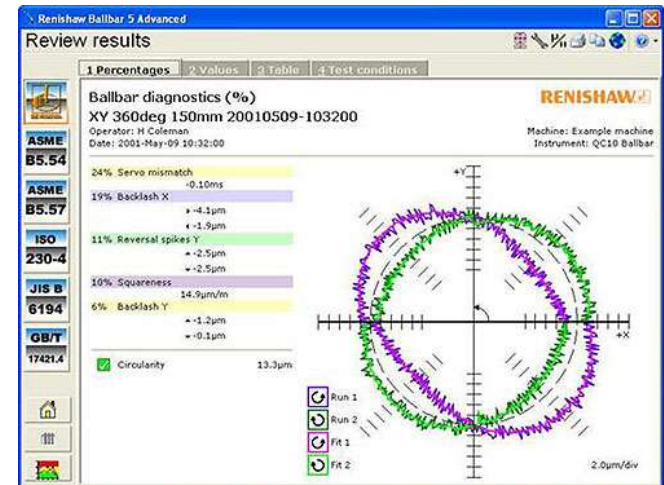 Renishaw Ballbar 5 Advanced
Review results
1 Percentages
2 Values
3 Table
4 Test conditions
Ballbar diagnostics (%)
XY 360deg 150mm 20010509-103200
Operator: H Coleman
Date: 2001-May-09 10:32:00
RENISHAW
Machine: Example machine
Instrument: QC10 Ballbar
ASME
B5.54
ASME
B5.57
ISO
230-4
JIS B
6194
GB/T
17421.4
24% Servo mismatch
-0.10ms
19% Backlash X
-4.1µm
-1.9µm
11% Reversal spikes Y
-2.5µm
-2.5µm
10% Squareness
14.9µm/m
6% Backlash Y
-1.2µm
-0.1µm
Circularity 13.3µm
+Y
+X
Run 1
Run 2
Fit 1
Fit 2
2.0µm/div